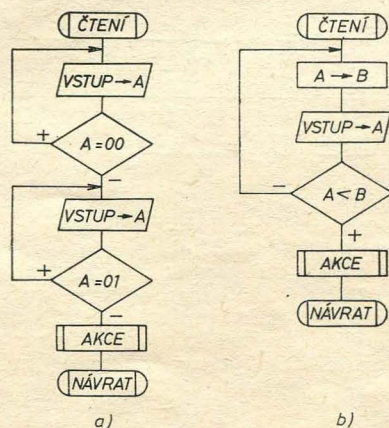 ČTENÍ
VSTUP→A
+
A=00
−
VSTUP→A
+
A=01
−
AKCE
NÁVRAT
a)
ČTENÍ
A→B
VSTUP→A
−
A<B
+
AKCE
NÁVRAT
b)